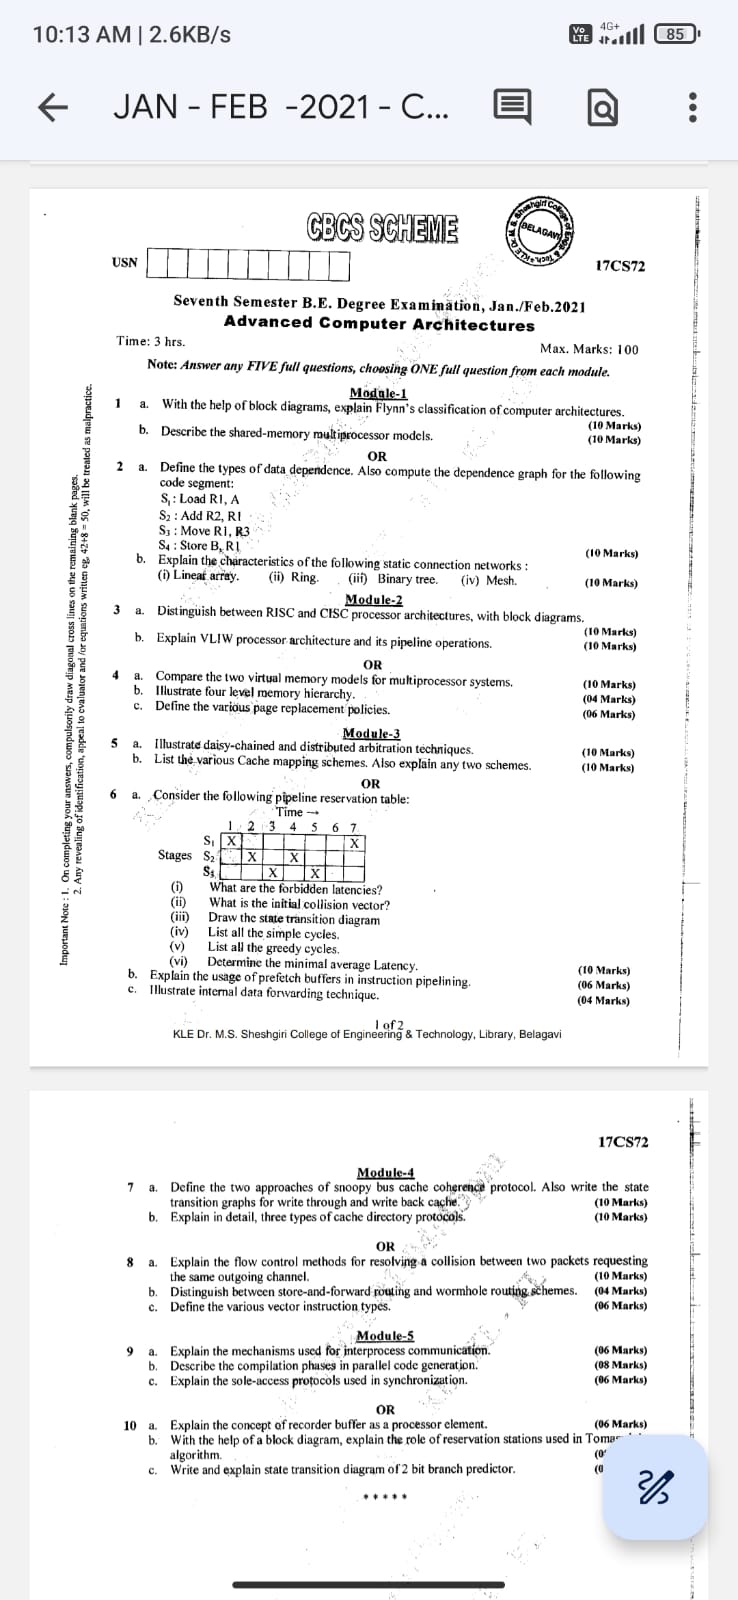 10:13 AM | 2.6KB/s
Vo LTE 4G+ 85
JAN - FEB -2021 - C...
CBCS SCHEME
BELAGAVI
USN
17CS72
Seventh Semester B.E. Degree Examination, Jan./Feb.2021
Advanced Computer Architectures
Time: 3 hrs.
Max. Marks: 100
Note: Answer any FIVE full questions, choosing ONE full question from each module.
Important Note : 1. On completing your answers, compulsorily draw diagonal cross lines on the remaining blank pages.
2. Any revealing of identification, appeal to evaluator and /or equations written eg, 42+8 = 50, will be treated as malpractice.
Module-1
1 a. With the help of block diagrams, explain Flynn's classification of computer architectures.
(10 Marks)
b. Describe the shared-memory multiprocessor models. (10 Marks)
OR
2 a. Define the types of data dependence. Also compute the dependence graph for the following
code segment:
S₁ : Load R1, A
S₂ : Add R2, R1
S₃ : Move R1, R3
S₄ : Store B, R1 (10 Marks)
b. Explain the characteristics of the following static connection networks :
(i) Linear array. (ii) Ring. (iii) Binary tree. (iv) Mesh. (10 Marks)
Module-2
3 a. Distinguish between RISC and CISC processor architectures, with block diagrams.
(10 Marks)
b. Explain VLIW processor architecture and its pipeline operations. (10 Marks)
OR
4 a. Compare the two virtual memory models for multiprocessor systems. (10 Marks)
b. Illustrate four level memory hierarchy. (04 Marks)
c. Define the various page replacement policies. (06 Marks)
Module-3
5 a. Illustrate daisy-chained and distributed arbitration techniques. (10 Marks)
b. List the various Cache mapping schemes. Also explain any two schemes. (10 Marks)
OR
6 a. Consider the following pipeline reservation table:
Time →
1 2 3 4 5 6 7
S₁ X X
Stages S₂ X X
S₃ X X
(i) What are the forbidden latencies?
(ii) What is the initial collision vector?
(iii) Draw the state transition diagram
(iv) List all the simple cycles.
(v) List all the greedy cycles.
(vi) Determine the minimal average Latency. (10 Marks)
b. Explain the usage of prefetch buffers in instruction pipelining. (06 Marks)
c. Illustrate internal data forwarding technique. (04 Marks)
1 of 2
KLE Dr. M.S. Sheshgiri College of Engineering & Technology, Library, Belagavi
17CS72
Module-4
7 a. Define the two approaches of snoopy bus cache coherence protocol. Also write the state
transition graphs for write through and write back cache. (10 Marks)
b. Explain in detail, three types of cache directory protocols. (10 Marks)
OR
8 a. Explain the flow control methods for resolving a collision between two packets requesting
the same outgoing channel. (10 Marks)
b. Distinguish between store-and-forward routing and wormhole routing schemes. (04 Marks)
c. Define the various vector instruction types. (06 Marks)
Module-5
9 a. Explain the mechanisms used for interprocess communication. (06 Marks)
b. Describe the compilation phases in parallel code generation. (08 Marks)
c. Explain the sole-access protocols used in synchronization. (06 Marks)
OR
10 a. Explain the concept of recorder buffer as a processor element. (06 Marks)
b. With the help of a block diagram, explain the role of reservation stations used in
algorithm.
c. Write and explain state transition diagram of 2 bit branch predictor.
* * * * *